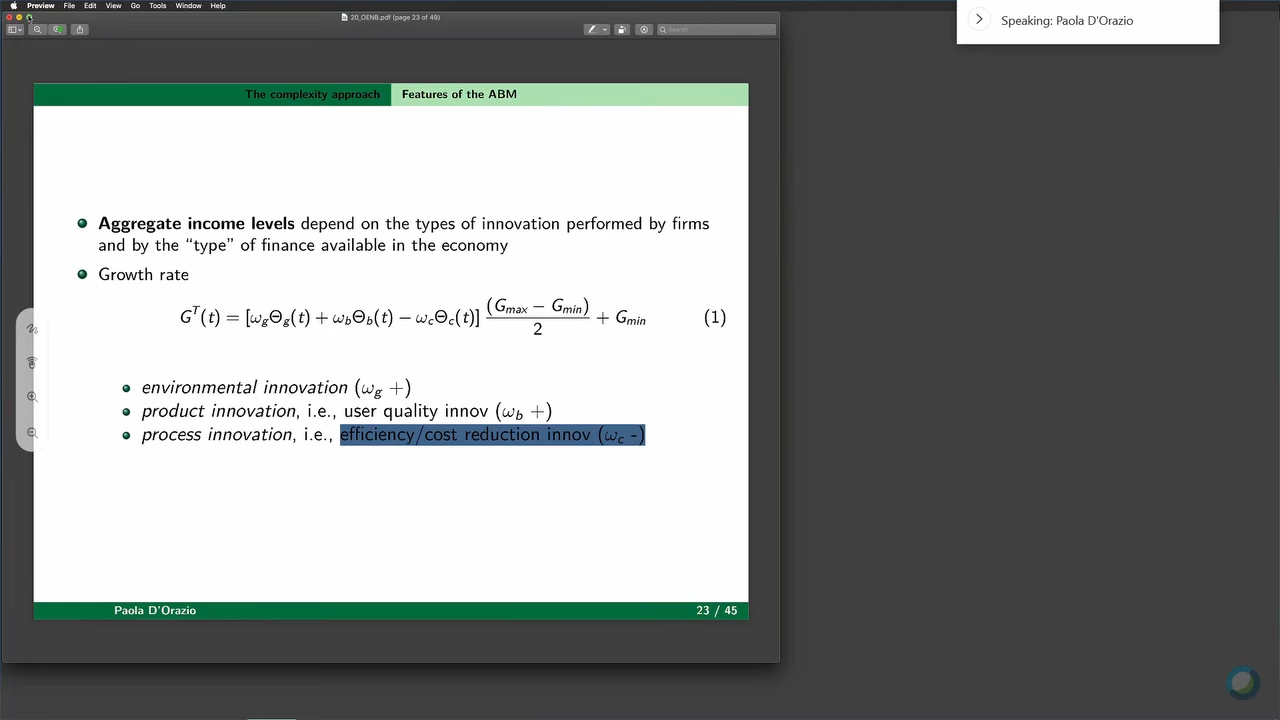 Preview File Edit View Go Tools Window Help
20_OENB.pdf (page 23 of 49)
Search
Speaking: Paola D'Orazio
The complexity approach Features of the ABM
Aggregate income levels depend on the types of innovation performed by firms
and by the “type” of finance available in the economy
Growth rate
G^T(t) = [ω_gΘ_g(t) + ω_bΘ_b(t) − ω_cΘ_c(t)] (G_max − G_min)/2 + G_min (1)
environmental innovation (ω_g +)
product innovation, i.e., user quality innov (ω_b +)
process innovation, i.e., efficiency/cost reduction innov (ω_c -)
Paola D'Orazio 23 / 45